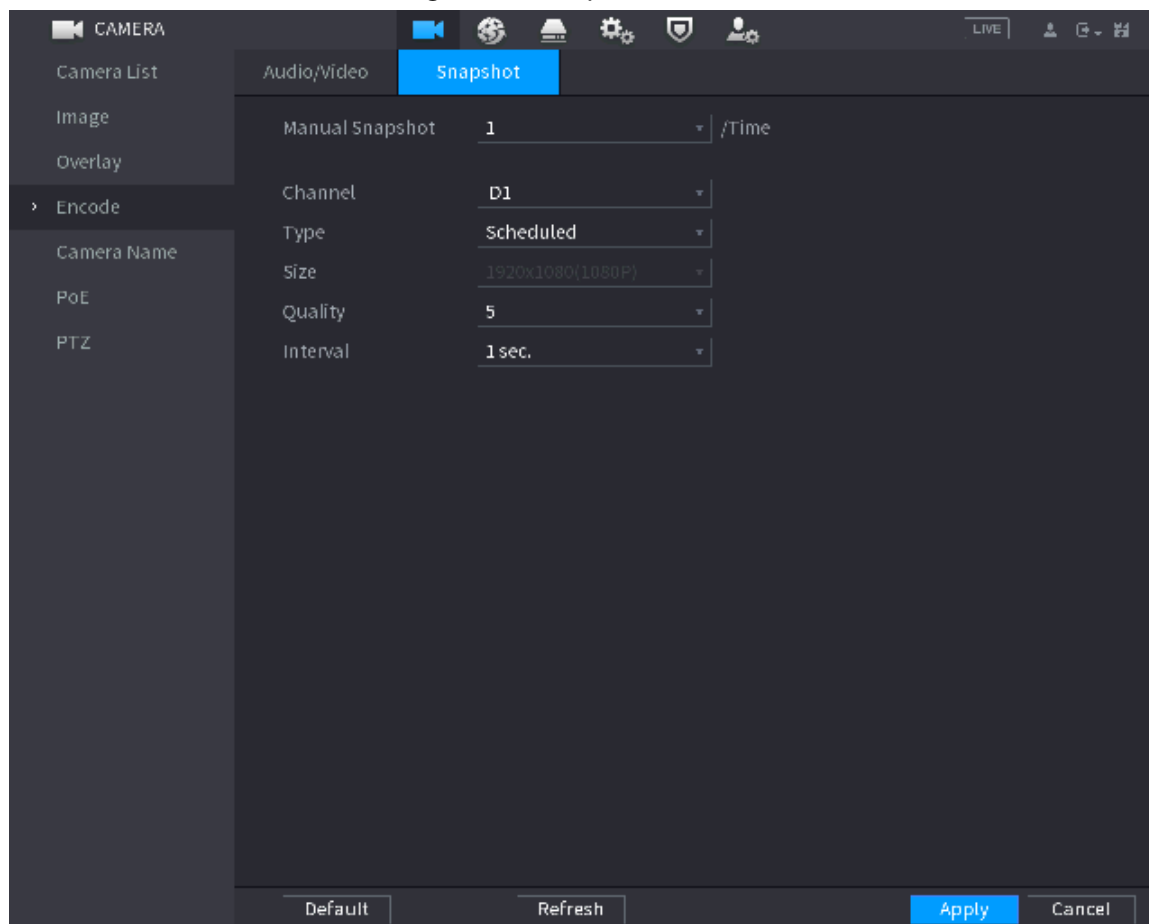 CAMERA LIVE
Camera List
Image
Overlay
Encode
Camera Name
PoE
PTZ
Audio/Video Snapshot
Manual Snapshot 1 /Time
Channel D1
Type Scheduled
Size 1920x1080(1080P)
Quality 5
Interval 1 sec.
Default Refresh Apply Cancel